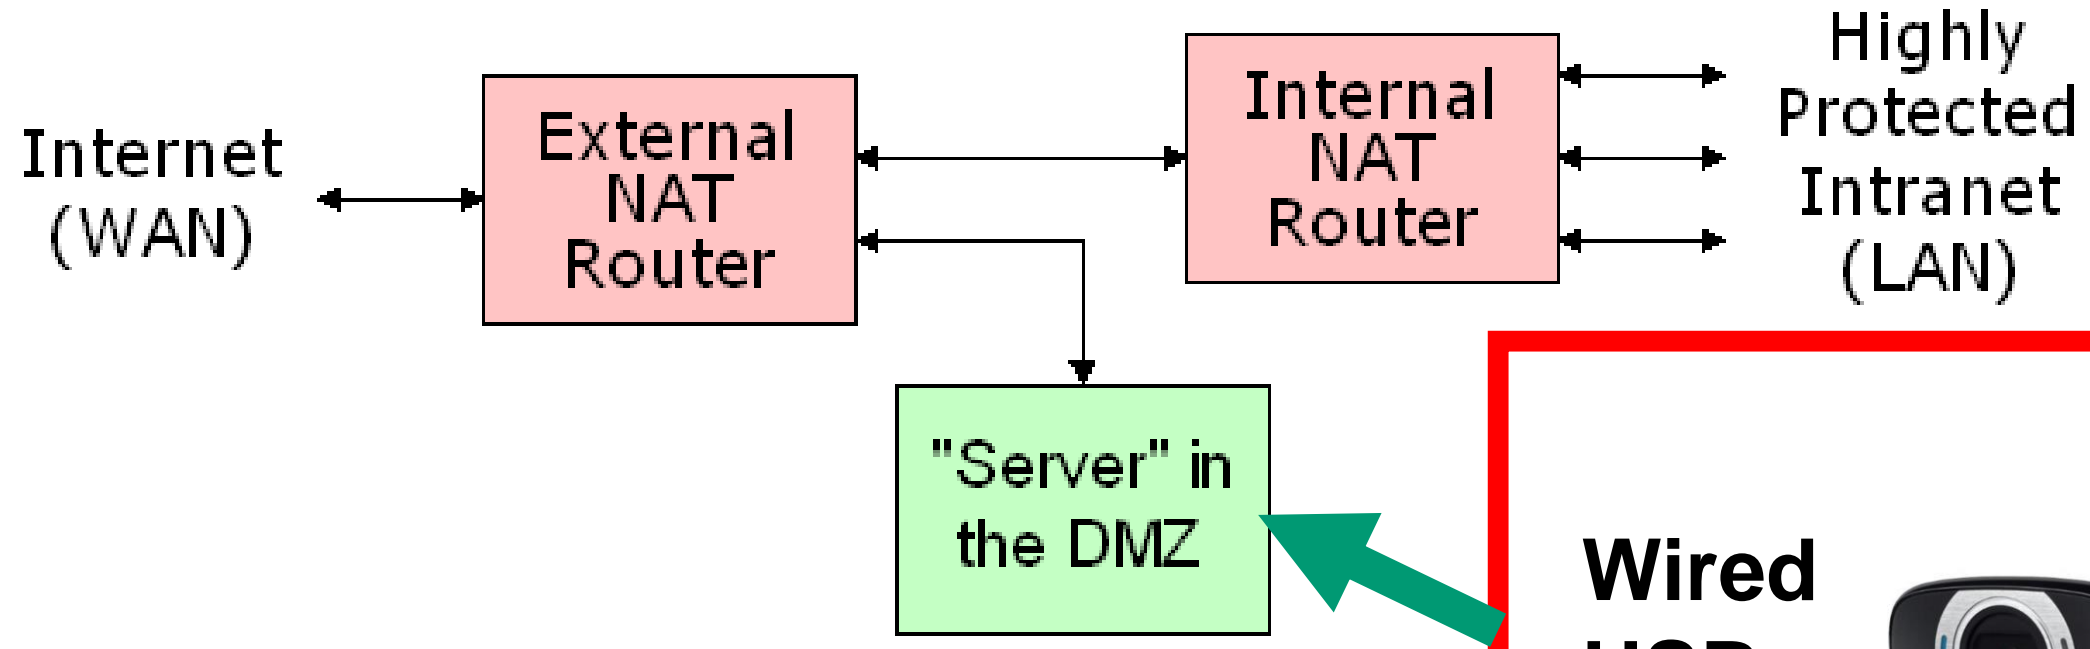 Internet
(WAN)
External
NAT
Router
Internal
NAT
Router
Highly
Protected
Intranet
(LAN)
"Server" in
the DMZ
Wired